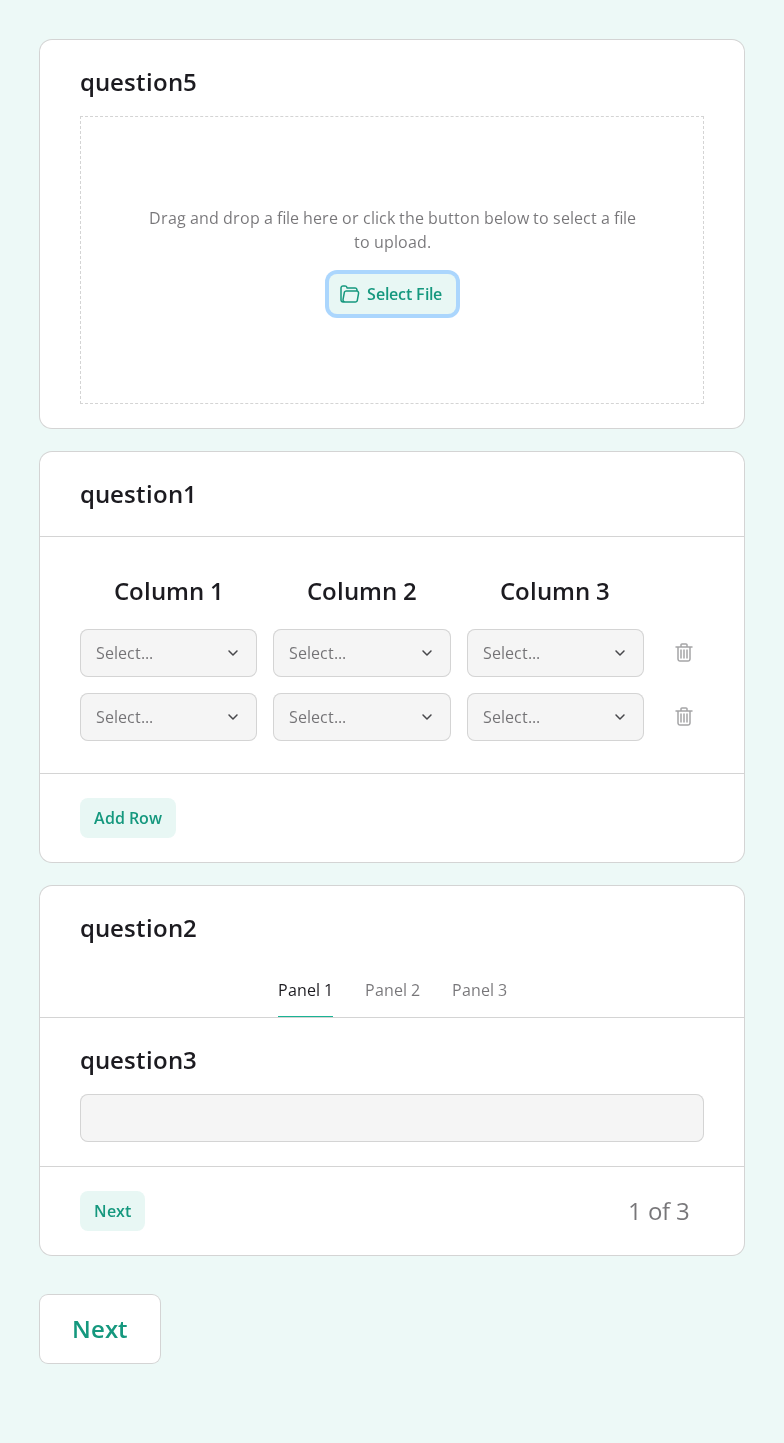 question5
Drag and drop a file here or click the button below to select a file
to upload.
Select File
question1
Column 1 Column 2 Column 3
Select... Select... Select...
Select... Select... Select...
Add Row
question2
Panel 1 Panel 2 Panel 3
question3
Next 1 of 3
Next